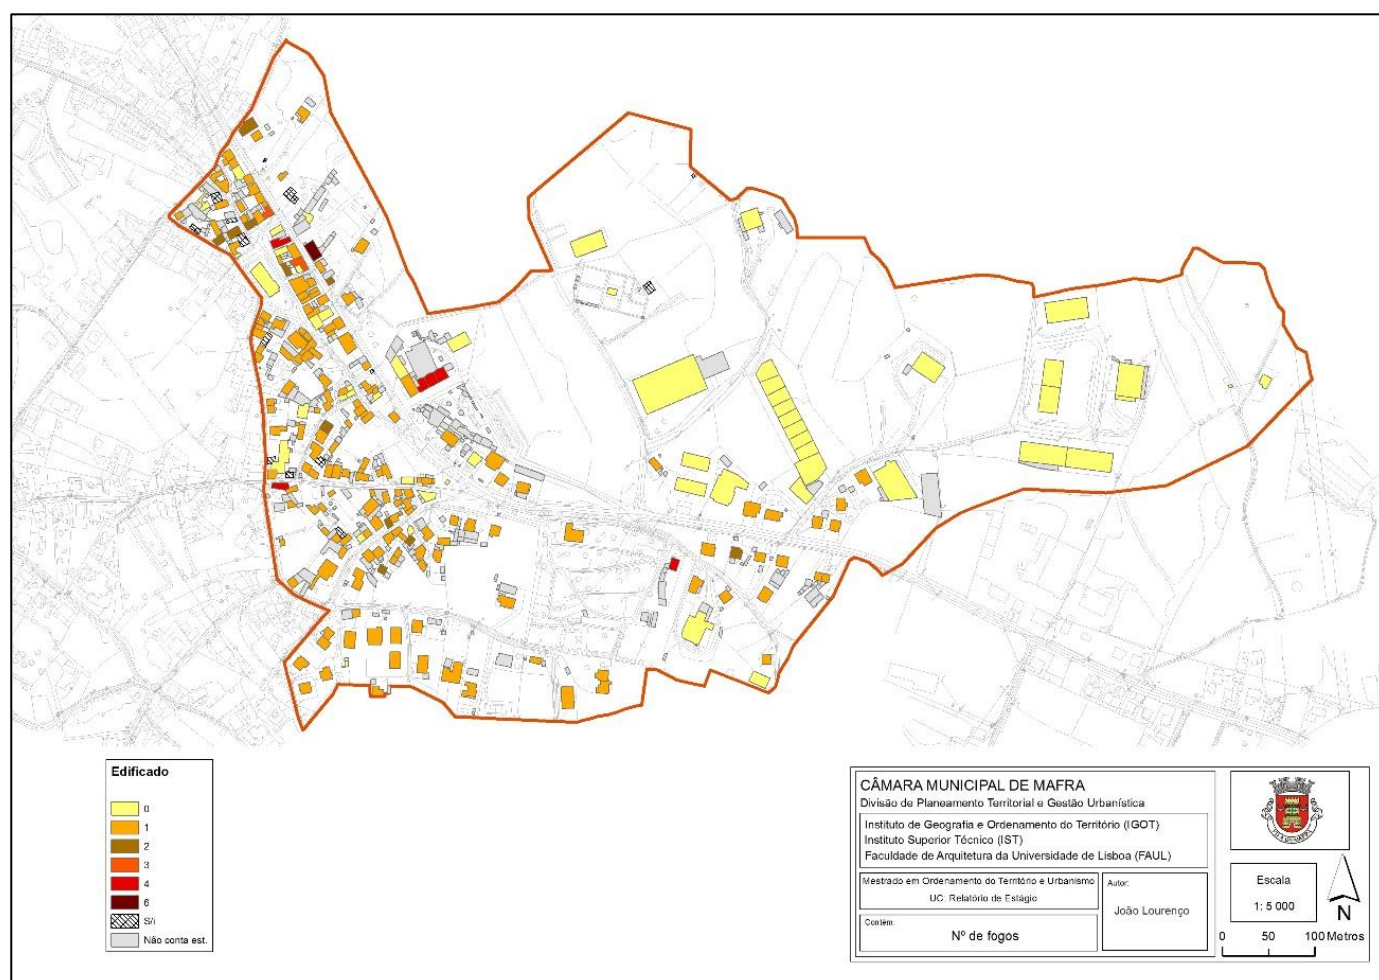 Edificado
0
1
2
3
4
6
S/i
Não conta est.
CÂMARA MUNICIPAL DE MAFRA
Divisão de Planeamento Territorial e Gestão Urbanística
Instituto de Geografia e Ordenamento do Território (IGOT)
Instituto Superior Técnico (IST)
Faculdade de Arquitetura da Universidade de Lisboa (FAUL)
Mestrado em Ordenamento do Território e Urbanismo
UC. Relatório de Estágio
Autor:
João Lourenço
Contém:
Nº de fogos
Escala
1: 5 000
N
0 50 100 Metros